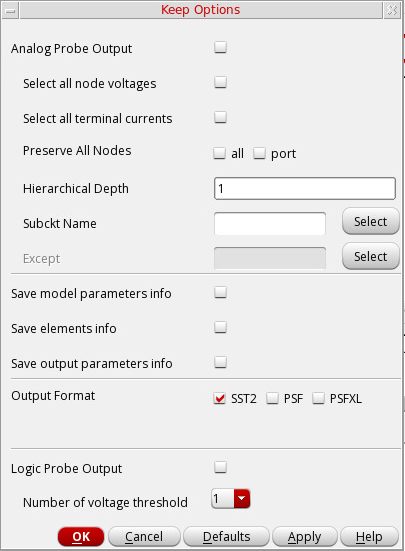 Keep Options
Analog Probe Output
Select all node voltages
Select all terminal currents
Preserve All Nodes all port
Hierarchical Depth 1
Subckt Name Select
Except Select
Save model parameters info
Save elements info
Save output parameters info
Output Format SST2 PSF PSFXL
Logic Probe Output
Number of voltage threshold 1
OK Cancel Defaults Apply Help